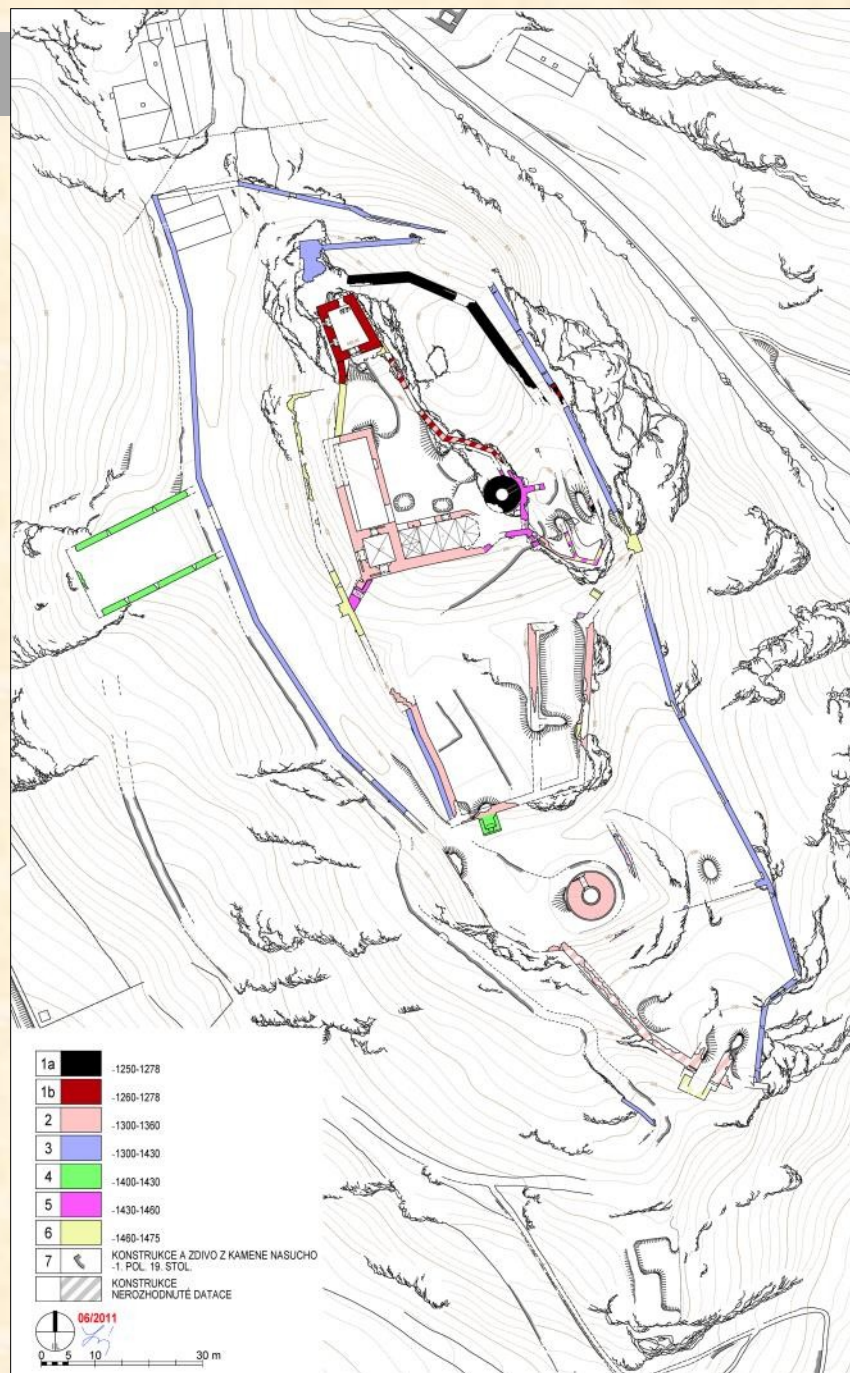 1a -1250-1278
1b -1260-1278
2 -1300-1360
3 -1300-1430
4 -1400-1430
5 -1430-1460
6 -1460-1475
7 KONSTRUKCE A ZDIVO Z KAMENE NASUCHO
-1. POL. 19. STOL.
KONSTRUKCE
NEROZHODNUTÉ DATACE
06/2011
0 5 10 30 m